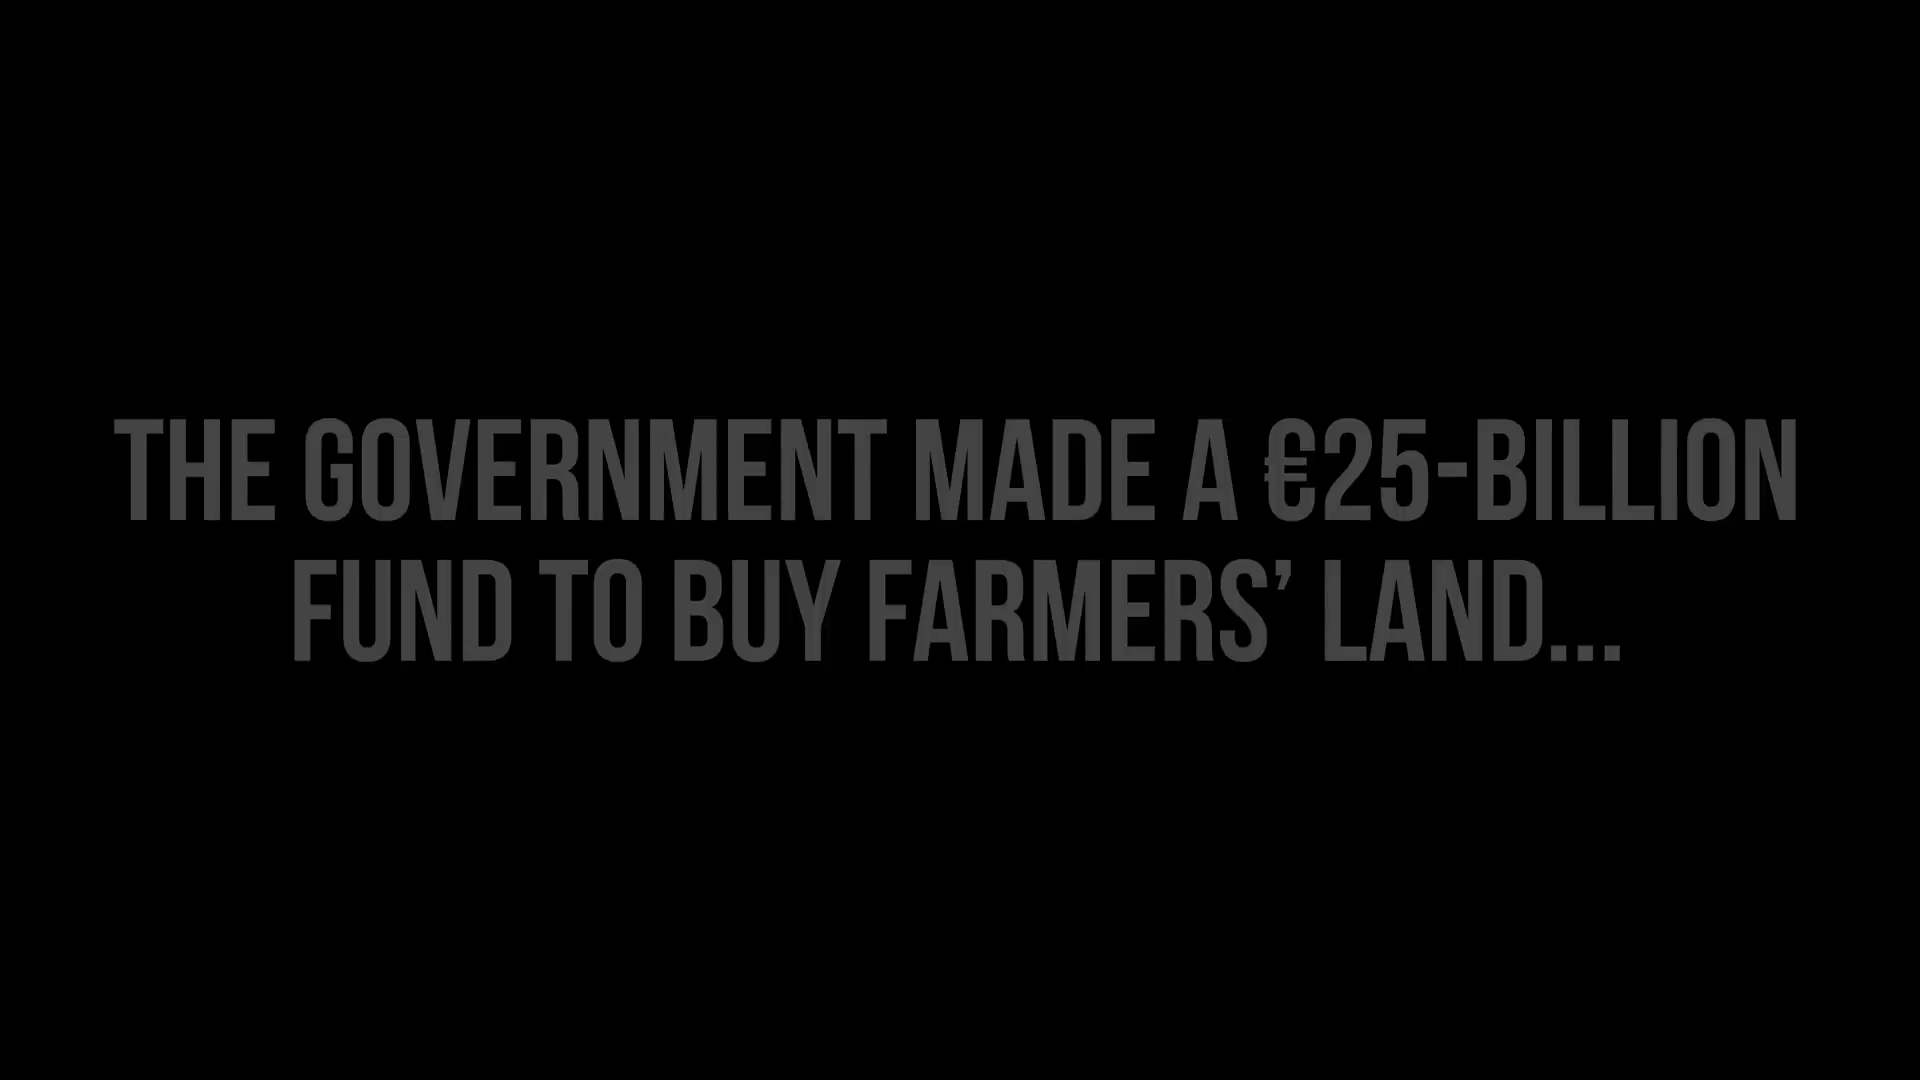 THE GOVERNMENT MADE A €25-BILLION
FUND TO BUY FARMERS’ LAND...